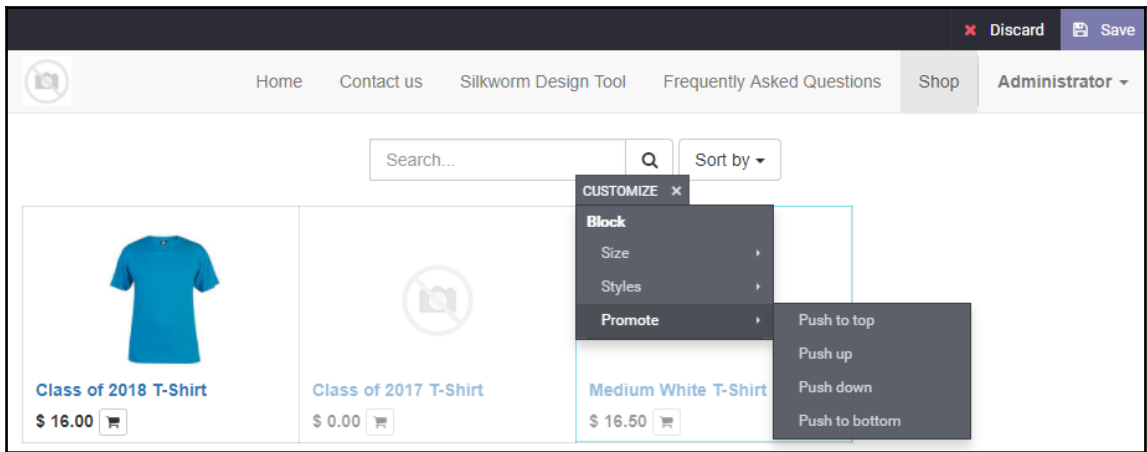 Discard Save
Home Contact us Silkworm Design Tool Frequently Asked Questions Shop Administrator
Search... Sort by
CUSTOMIZE ×
Block
Size
Styles
Promote Push to top
Push up
Push down
Push to bottom
Class of 2018 T-Shirt Class of 2017 T-Shirt Medium White T-Shirt
$ 16.00 $ 0.00 $ 16.50